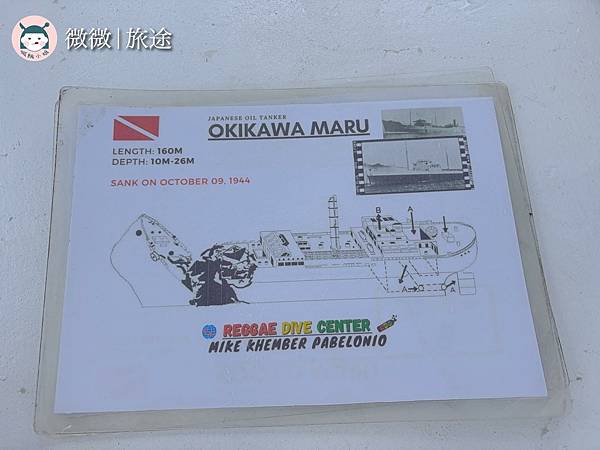 微微|旅途
JAPANESE OIL TANKER
OKIKAWA MARU
LENGTH: 160M
DEPTH: 10M-26M
SANK ON OCTOBER 09, 1944
B A
A A
REGGAE DIVE CENTER
MIKE KHEMBER PABELONIO